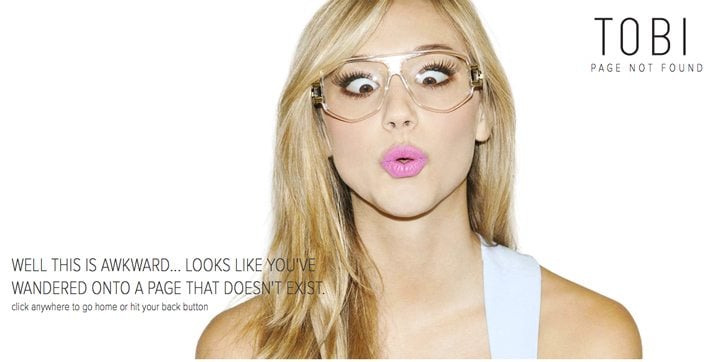 TOBI
PAGE NOT FOUND
WELL THIS IS AWKWARD... LOOKS LIKE YOU'VE
WANDERED ONTO A PAGE THAT DOESN'T EXIST.
click anywhere to go home or hit your back button